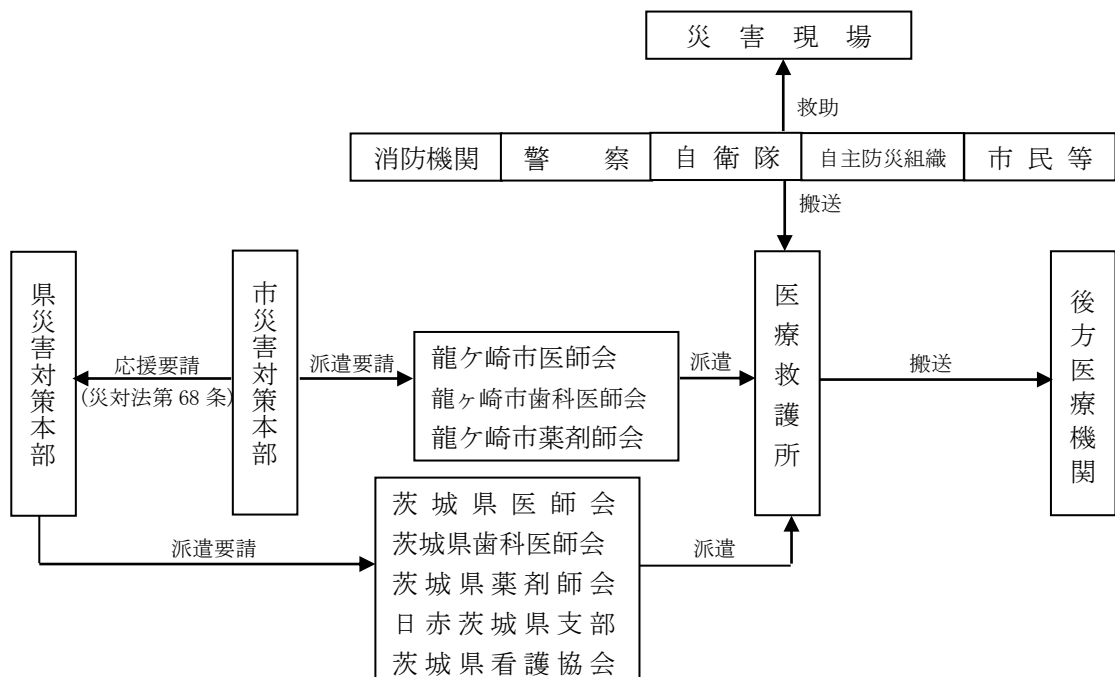 災害現場
救助
消防機関
警察
自衛隊
自主防災組織
市民等
搬送
県災害対策本部
応援要請
(災対法第 68 条)
市災害対策本部
派遣要請
龍ケ崎市医師会
龍ヶ崎市歯科医師会
龍ケ崎市薬剤師会
派遣
医療救護所
搬送
後方医療機関
派遣要請
茨城県医師会
茨城県歯科医師会
茨城県薬剤師会
日赤茨城県支部
茨城県看護協会
派遣